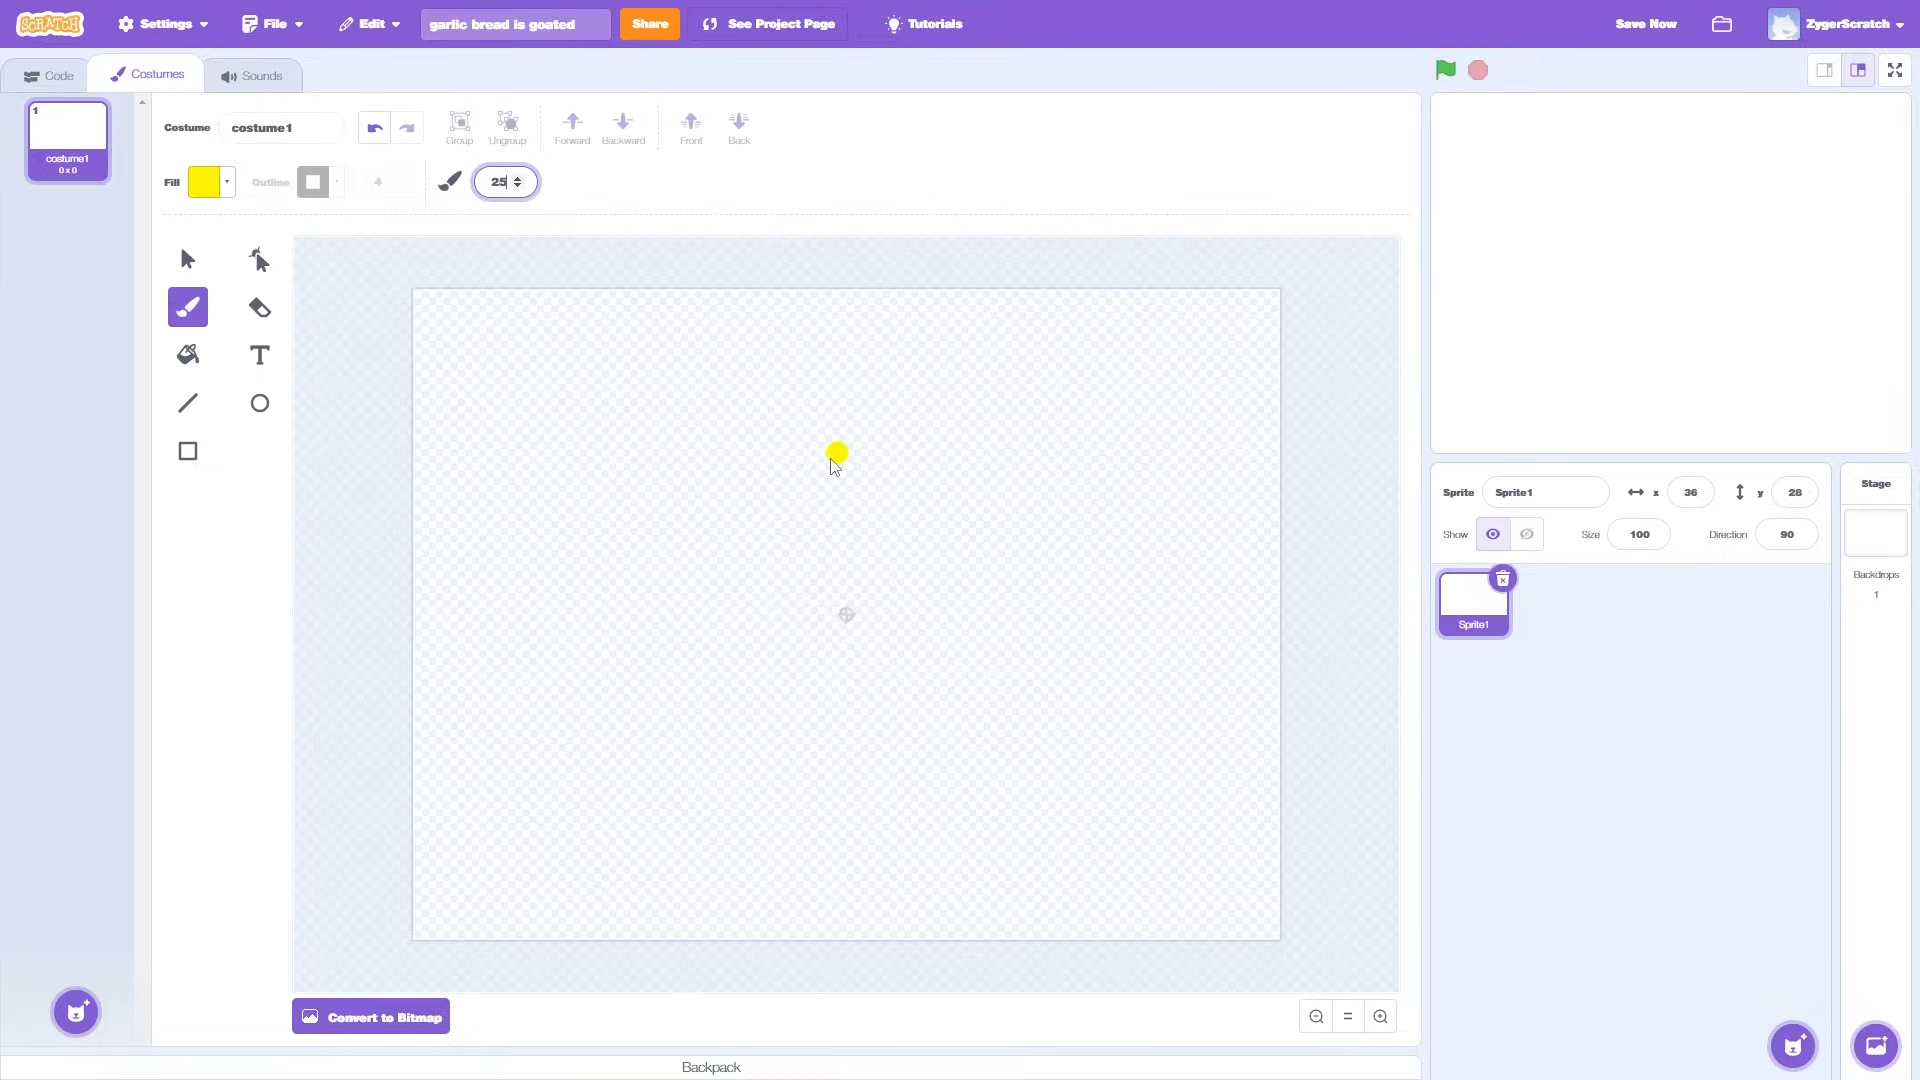 SCRATCH
Settings
File
Edit
garlic bread is goated
Share
See Project Page
Tutorials
Save Now
ZygerScratch
Code
Costumes
Sounds
1
costume1
0 x 0
Costume
costume1
Group
Ungroup
Forward
Backward
Front
Back
Fill
Outline
4
25
T
Convert to Bitmap
=
Backpack
Sprite
Sprite1
x
36
y
28
Show
Size
100
Direction
90
Sprite1
Stage
Backdrops
1